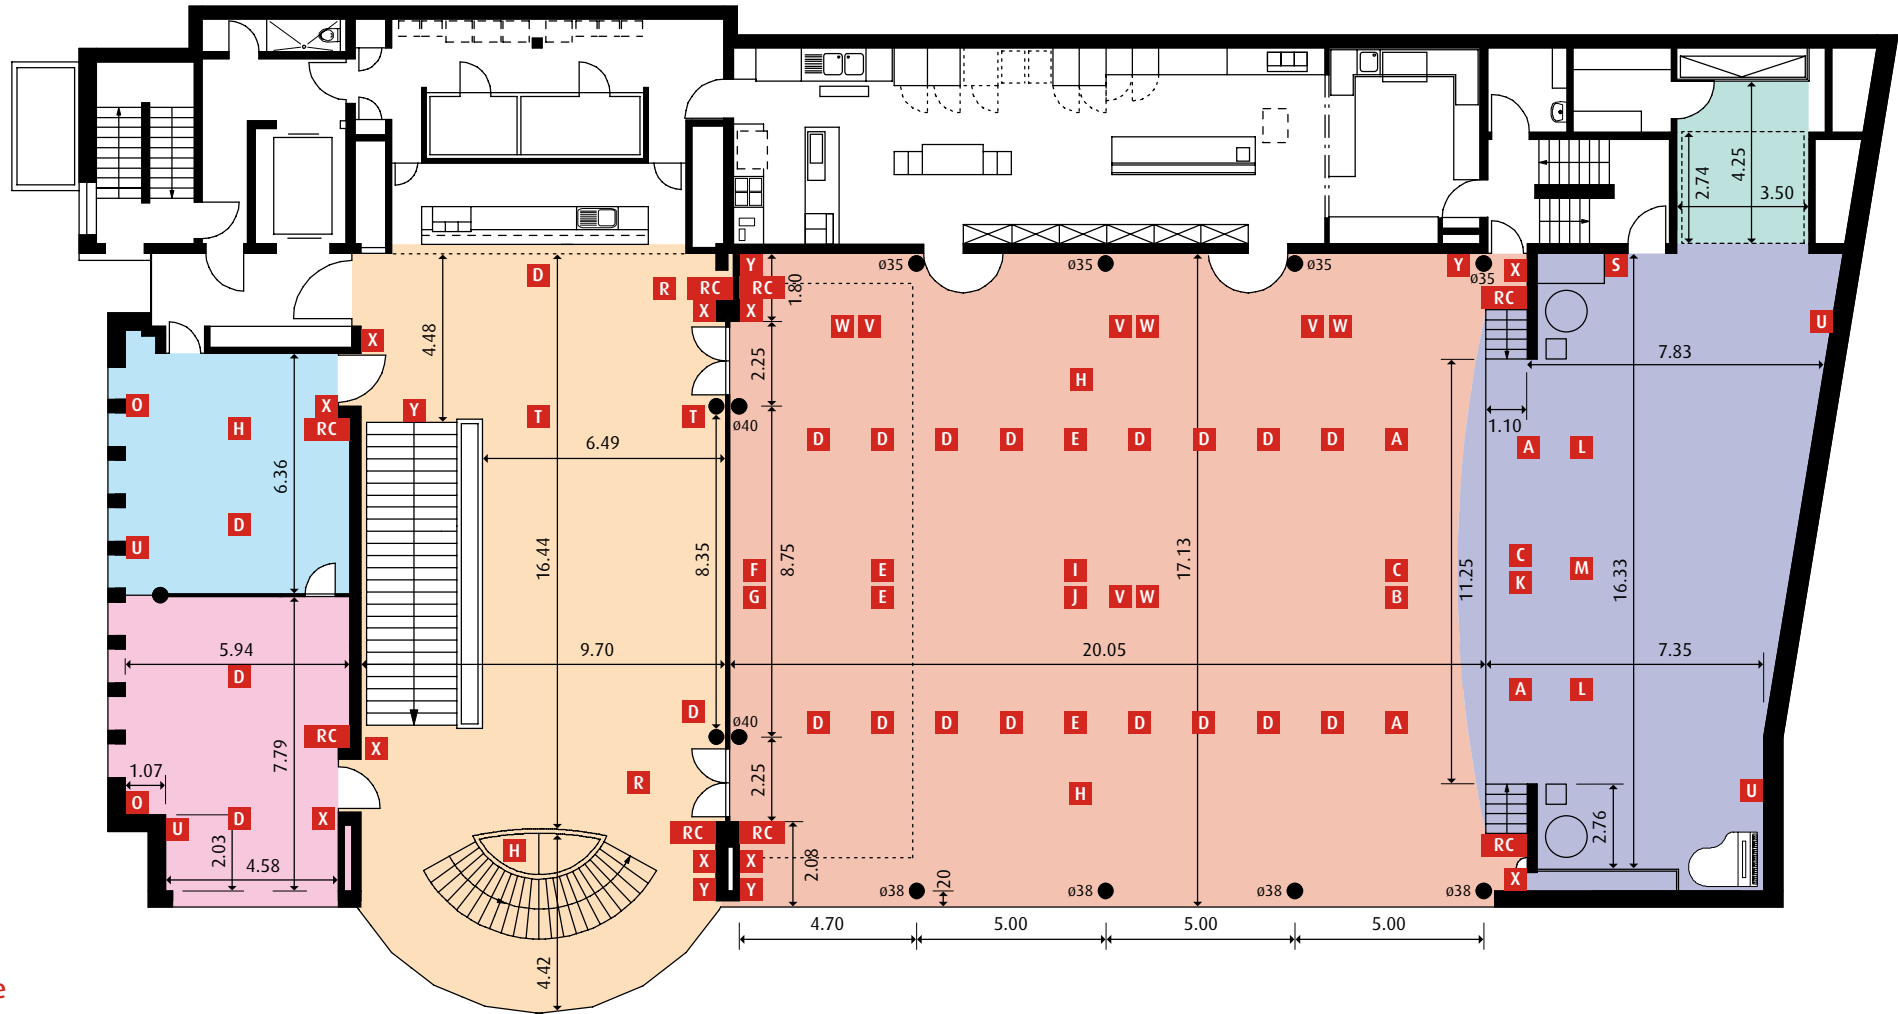 2.74
4.25
3.50
D
R
RC
Y
RC
1.80
ø35
ø35
ø35
Y
ø35
X
RC
S
X
X
X
4.48
W V
V W
V W
U
2.25
7.83
H
O
X
H
RC
Y
T
T
ø40
6.49
D
D
D
D
E
D
D
D
D
A
1.10
A
L
6.36
D
U
16.44
8.35
8.75
F
G
E
E
I
J
V W
17.13
C
B
11.25
C
K
M
16.33
5.94
9.70
20.05
7.35
D
D
A
L
RC
X
7.79
ø40
D
D
D
D
E
D
D
D
D
A
1.07
O
U
D
X
2.03
4.58
R
2.25
H
U
2.76
H
RC
RC
RC
X
X
2.08
X
Y
Y
ø38
20
ø38
ø38
ø38
4.70
5.00
5.00
5.00
4.42
e